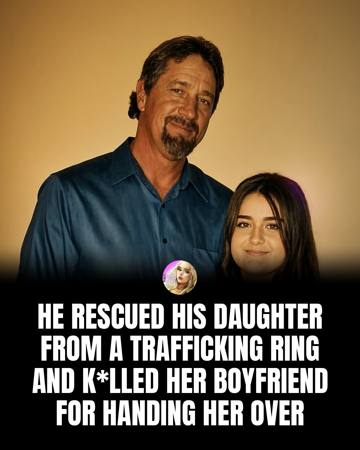 HE RESCUED HIS DAUGHTER
FROM A TRAFFICKING RING
AND K*LLED HER BOYFRIEND
FOR HANDING HER OVER